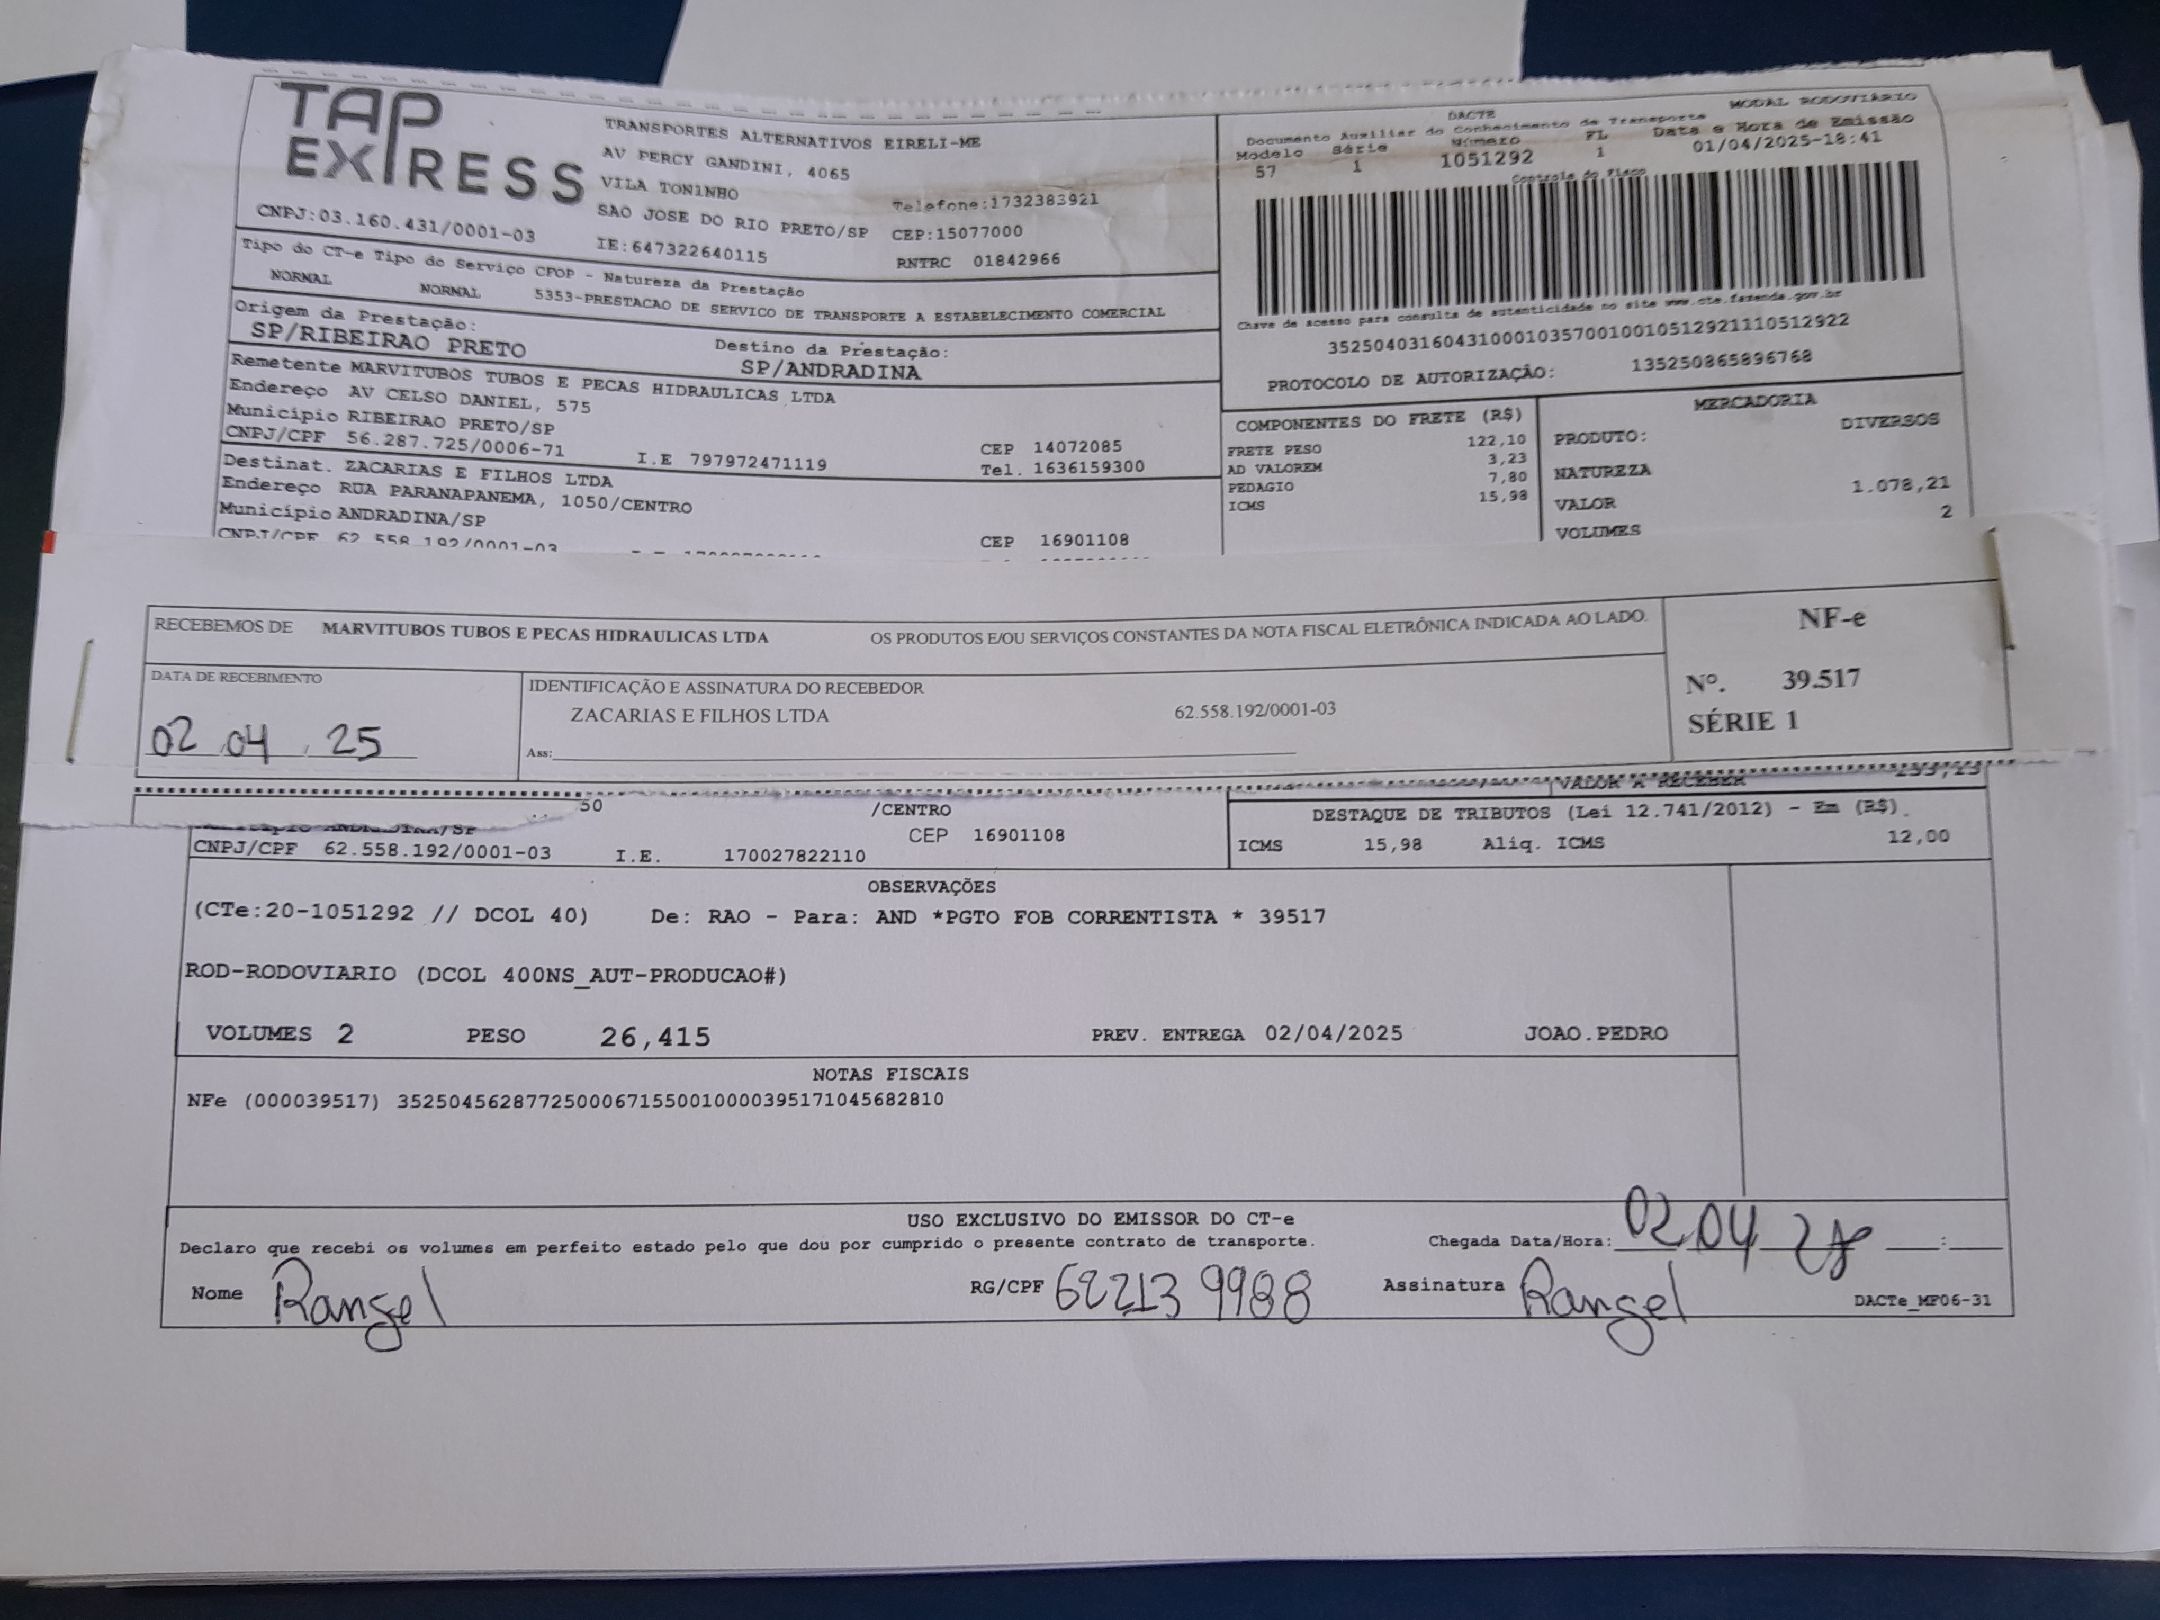 TAP
EXPRESS
TRANSPORTES ALTERNATIVOS EIRELI-ME
AV PERCY GANDINI, 4065
VILA TONINHO
Telefone:1732383921
SAO JOSE DO RIO PRETO/SP CEP:15077000
CNPJ:03.160.431/0001-03
IE:647322640115 RNTRC 01842966
DACTE MODAL RODOVIÁRIO
Documento Auxiliar do Conhecimento de Transporte
Modelo Série Número FL Data e Hora de Emissão
57 1 1051292 1 01/04/2025-18:41
Controle do Fisco
Chave de acesso para consulta de autenticidade no site www.cte.fazenda.gov.br
35250403160431000103570010010512921110512922
PROTOCOLO DE AUTORIZAÇÃO: 135250865896768
Tipo do CT-e Tipo do Serviço CFOP - Natureza da Prestação
NORMAL NORMAL 5353-PRESTACAO DE SERVICO DE TRANSPORTE A ESTABELECIMENTO COMERCIAL
Origem da Prestação: Destino da Prestação:
SP/RIBEIRAO PRETO SP/ANDRADINA
Remetente MARVITUBOS TUBOS E PECAS HIDRAULICAS LTDA
Endereço AV CELSO DANIEL, 575
Município RIBEIRAO PRETO/SP CEP 14072085
CNPJ/CPF 56.287.725/0006-71 I.E 797972471119 Tel. 1636159300
Destinat. ZACARIAS E FILHOS LTDA
Endereço RUA PARANAPANEMA, 1050/CENTRO
Município ANDRADINA/SP CEP 16901108
CNPJ/CPF 62.558.192/0001-03
COMPONENTES DO FRETE (R$)
FRETE PESO 122,10
AD VALOREM 3,23
PEDAGIO 7,80
ICMS 15,98
MERCADORIA
PRODUTO: DIVERSOS
NATUREZA
VALOR 1.078,21
VOLUMES 2
RECEBEMOS DE MARVITUBOS TUBOS E PECAS HIDRAULICAS LTDA OS PRODUTOS E/OU SERVIÇOS CONSTANTES DA NOTA FISCAL ELETRÔNICA INDICADA AO LADO.
NF-e
Nº. 39.517
SÉRIE 1
DATA DE RECEBIMENTO
02 04 25
IDENTIFICAÇÃO E ASSINATURA DO RECEBEDOR
ZACARIAS E FILHOS LTDA 62.558.192/0001-03
Ass:
VALOR A RECEBER
50 /CENTRO
CEP 16901108
CNPJ/CPF 62.558.192/0001-03 I.E. 170027822110
DESTAQUE DE TRIBUTOS (Lei 12.741/2012) - Em (R$).
ICMS 15,98 Aliq. ICMS 12,00
OBSERVAÇÕES
(CTe:20-1051292 // DCOL 40) De: RAO - Para: AND *PGTO FOB CORRENTISTA * 39517
ROD-RODOVIARIO (DCOL 400NS_AUT-PRODUCAO#)
VOLUMES 2 PESO 26,415 PREV. ENTREGA 02/04/2025 JOAO.PEDRO
NOTAS FISCAIS
NFe (000039517) 35250456287725000671550010000395171045682810
USO EXCLUSIVO DO EMISSOR DO CT-e
Declaro que recebi os volumes em perfeito estado pelo que dou por cumprido o presente contrato de transporte. Chegada Data/Hora: 02 04 :
Nome Rangel RG/CPF 62213 9988 Assinatura Rangel DACTe_MF06-31